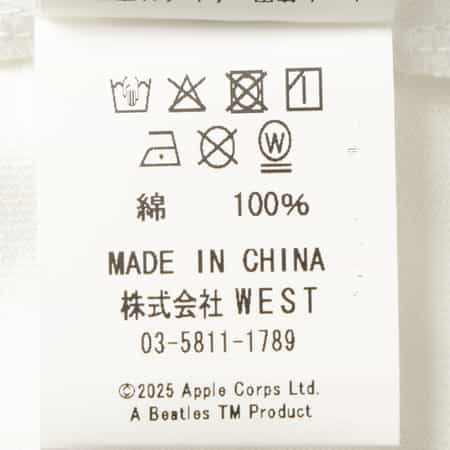 W
綿 100%
MADE IN CHINA
株式会社 WEST
03-5811-1789
©2025 Apple Corps Ltd.
A Beatles TM Product